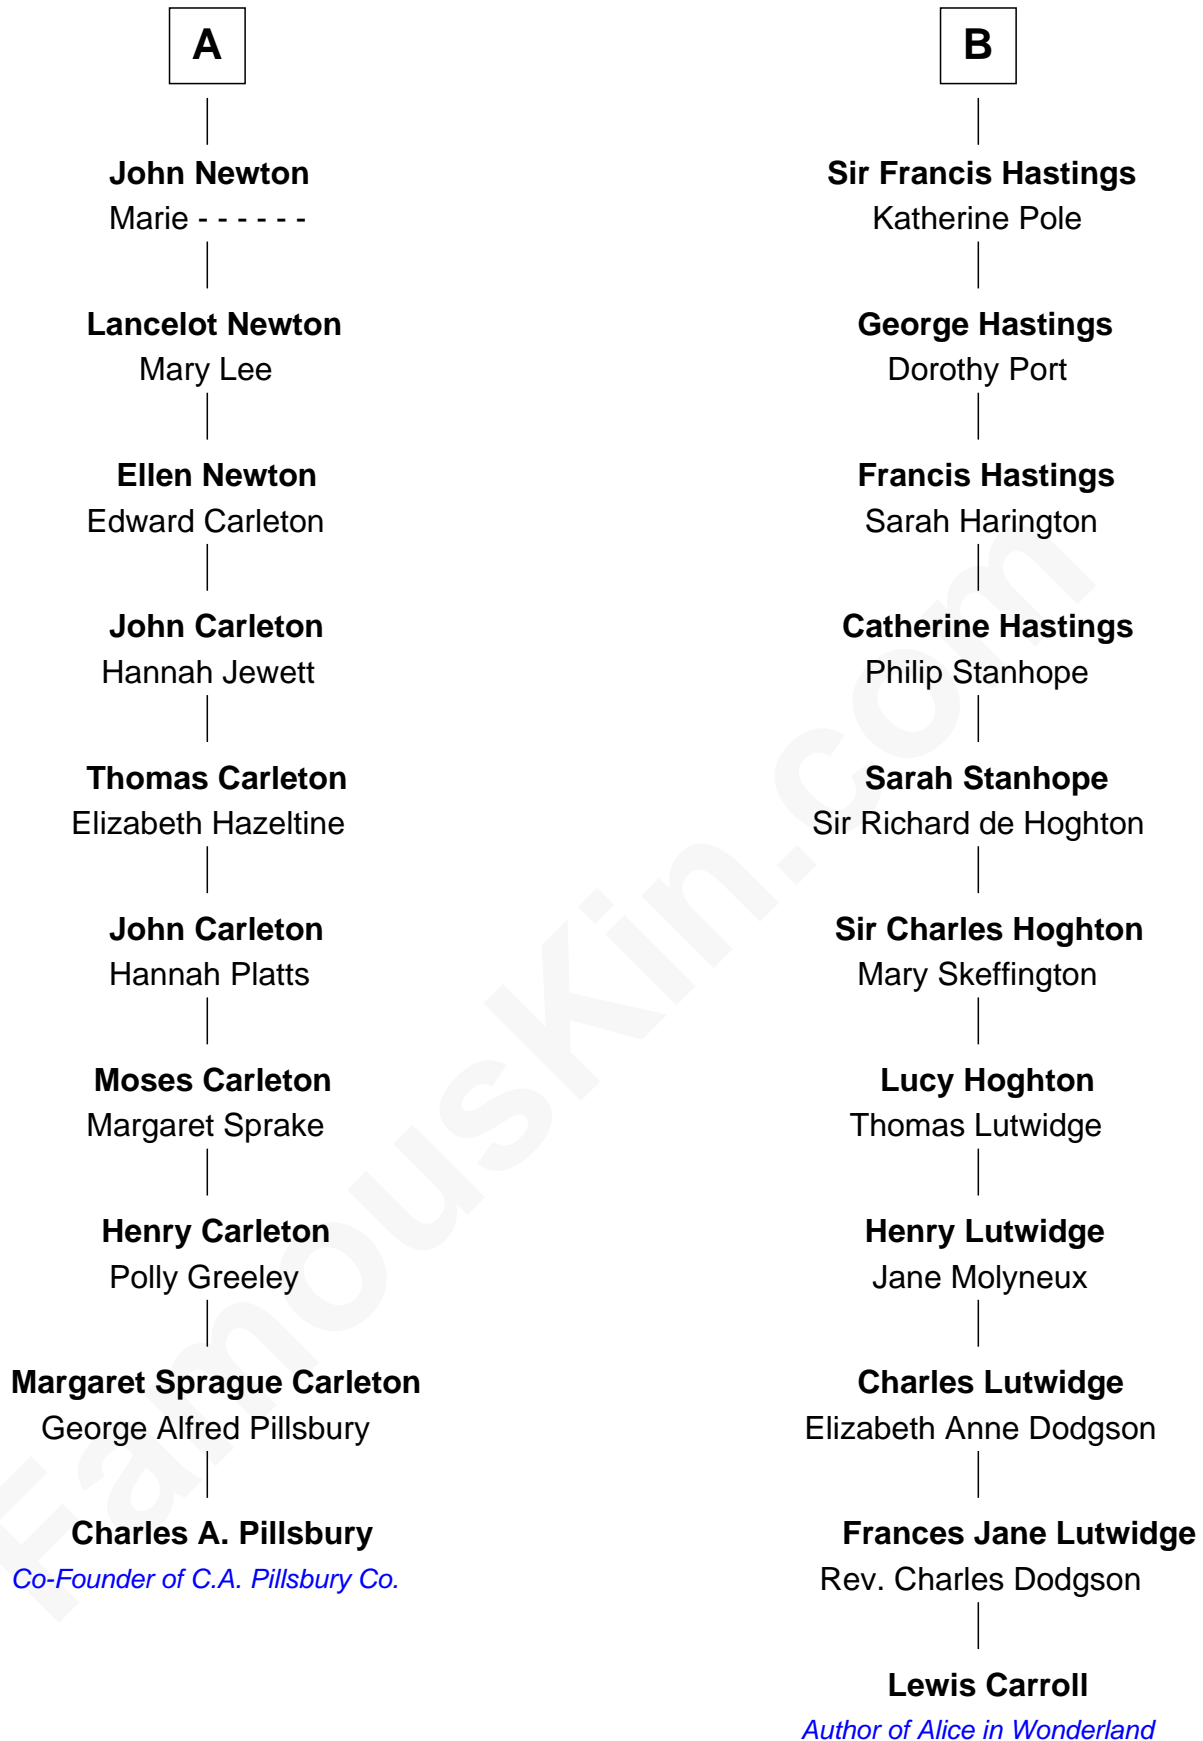 A
John Newton
Marie - - - - - -
Lancelot Newton
Mary Lee
Ellen Newton
Edward Carleton
John Carleton
Hannah Jewett
Thomas Carleton
Elizabeth Hazeltine
John Carleton
Hannah Platts
Moses Carleton
Margaret Sprake
Henry Carleton
Polly Greeley
Margaret Sprague Carleton
George Alfred Pillsbury
Charles A. Pillsbury
Co-Founder of C.A. Pillsbury Co.
B
Sir Francis Hastings
Katherine Pole
George Hastings
Dorothy Port
Francis Hastings
Sarah Harington
Catherine Hastings
Philip Stanhope
Sarah Stanhope
Sir Richard de Hoghton
Sir Charles Hoghton
Mary Skeffington
Lucy Hoghton
Thomas Lutwidge
Henry Lutwidge
Jane Molyneux
Charles Lutwidge
Elizabeth Anne Dodgson
Frances Jane Lutwidge
Rev. Charles Dodgson
Lewis Carroll
Author of Alice in Wonderland
FamousKin.com